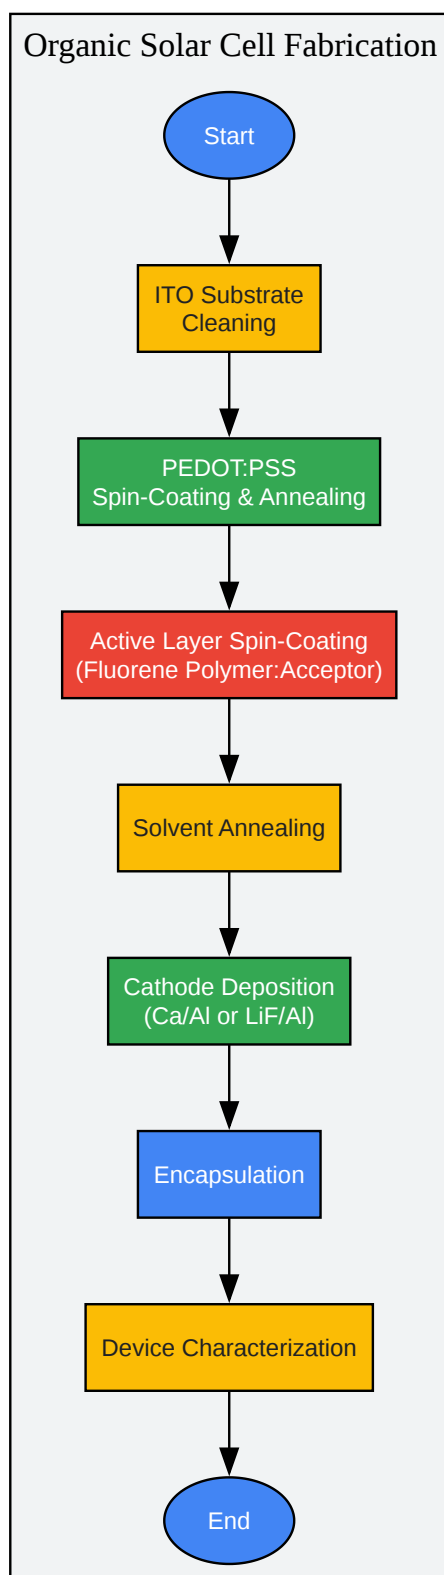 Organic Solar Cell Fabrication
Start
ITO Substrate
Cleaning
PEDOT:PSS
Spin-Coating & Annealing
Active Layer Spin-Coating
(Fluorene Polymer:Acceptor)
Solvent Annealing
Cathode Deposition
(Ca/Al or LiF/Al)
Encapsulation
Device Characterization
End